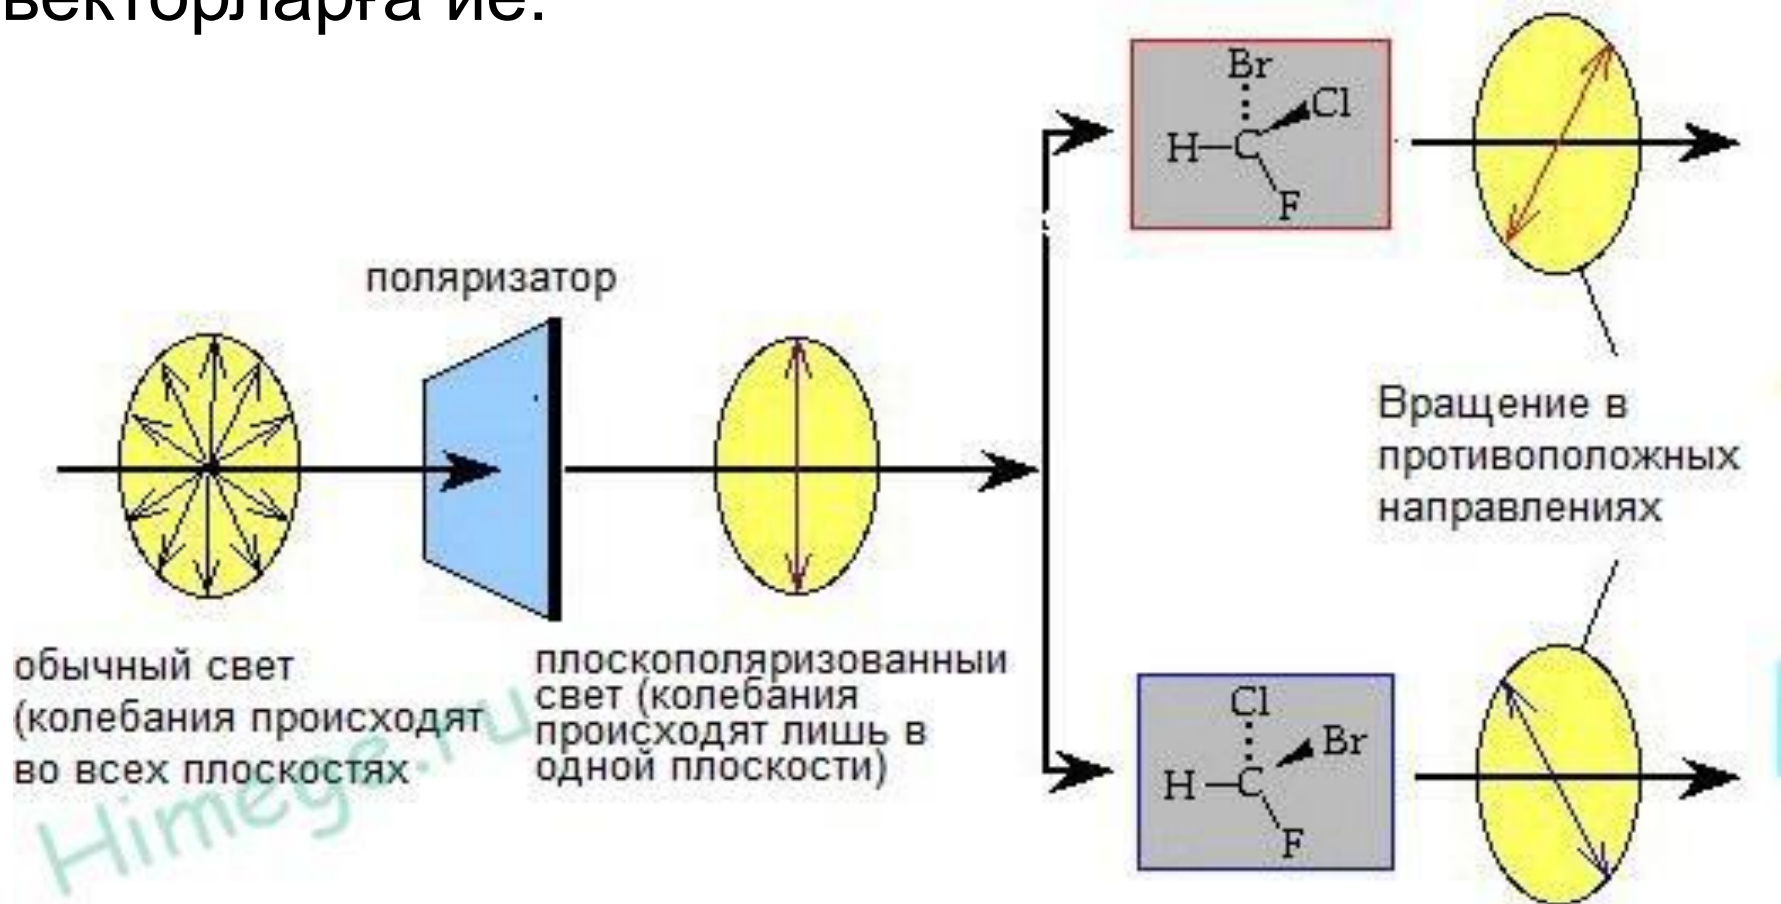 векторларға ие.
поляризатор
обычный свет
(колебания происходят
во всех плоскостях
плоскополяризованныи
свет (колебания
происходят лишь в
одной плоскости)
Br
Cl
H C
F
Вращение в
противоположных
направлениях
Cl
Br
H C
F
Himege.ru